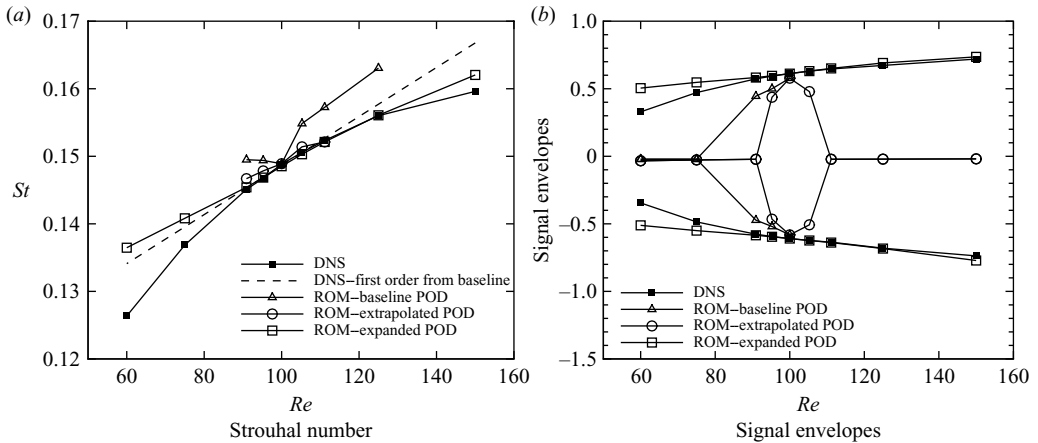 (a)
0.17
0.16
0.15
0.14
0.13
0.12
St
60 80 100 120 140 160
Re
Strouhal number
DNS
DNS–first order from baseline
ROM–baseline POD
ROM–extrapolated POD
ROM–expanded POD
(b)
1.0
0.5
0
–0.5
–1.0
–1.5
Signal envelopes
60 80 100 120 140 160
Re
Signal envelopes
DNS
ROM–baseline POD
ROM–extrapolated POD
ROM–expanded POD